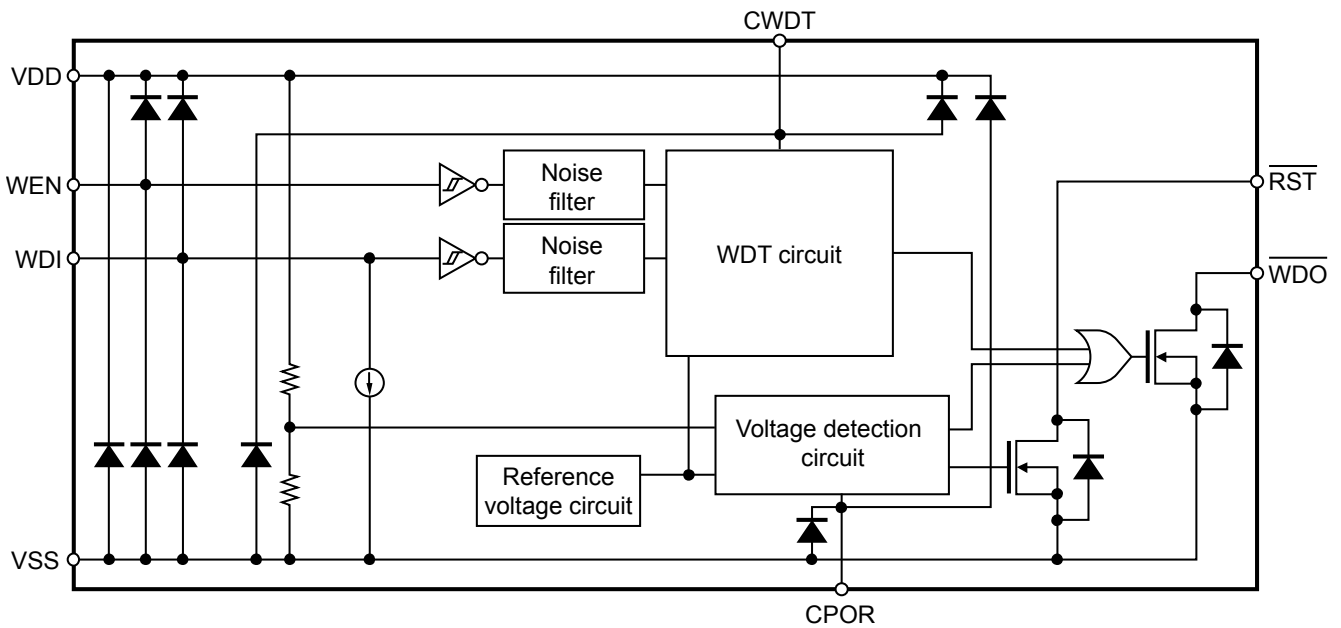 CWDT
VDD
WEN
Noise
filter
RST
WDI
Noise
filter
WDT circuit
WDO
Voltage detection
circuit
Reference
voltage circuit
VSS
CPOR